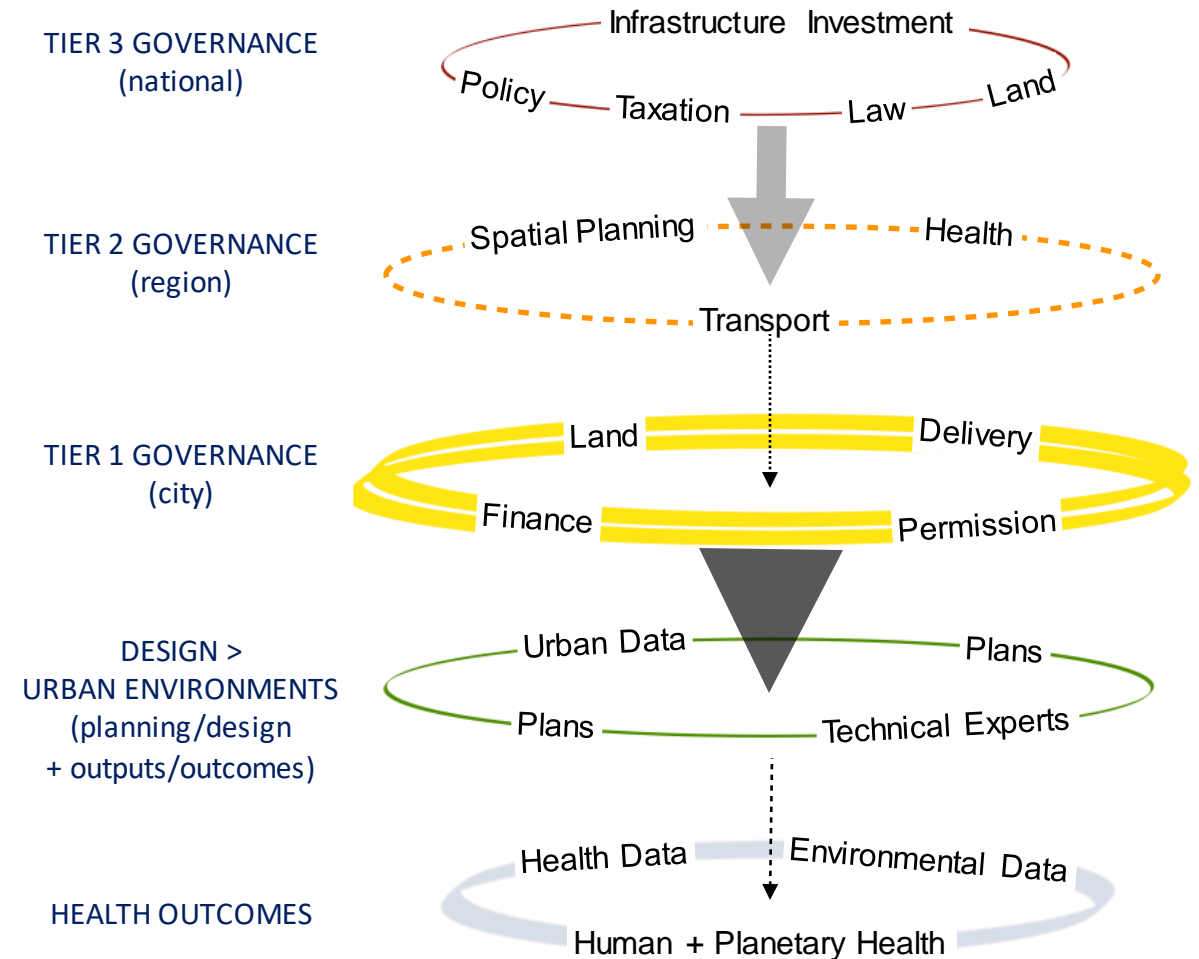 TIER 3 GOVERNANCE
(national)
Infrastructure Investment
Policy
Taxation
Law
Land
TIER 2 GOVERNANCE
(region)
Spatial Planning
Health
Transport
TIER 1 GOVERNANCE
(city)
Land
Delivery
Finance
Permission
DESIGN >
URBAN ENVIRONMENTS
(planning/design
+ outputs/outcomes)
Urban Data
Plans
Plans
Technical Experts
HEALTH OUTCOMES
Health Data
Environmental Data
Human + Planetary Health